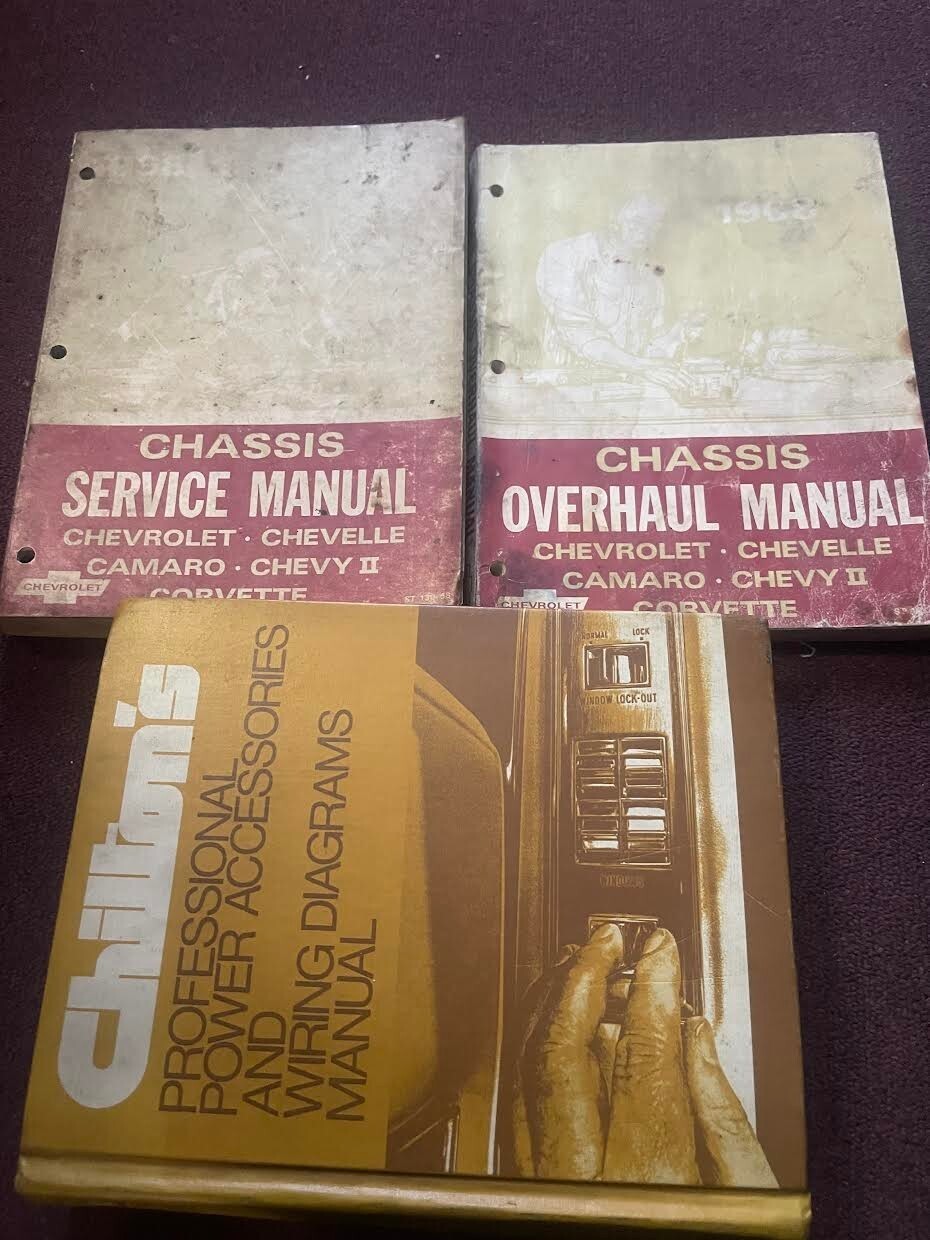 CHASSIS
SERVICE MANUAL
CHEVROLET · CHEVELLE
CAMARO · CHEVY II
CORVETTE
CHEVROLET
1968
CHASSIS
OVERHAUL MANUAL
CHEVROLET · CHEVELLE
CAMARO · CHEVY II
CORVETTE
CHEVROLET
chilton's
PROFESSIONAL
POWER ACCESSORIES
AND
WIRING DIAGRAMS
MANUAL
NORMAL LOCK
WINDOW LOCK-OUT
WINDOWS